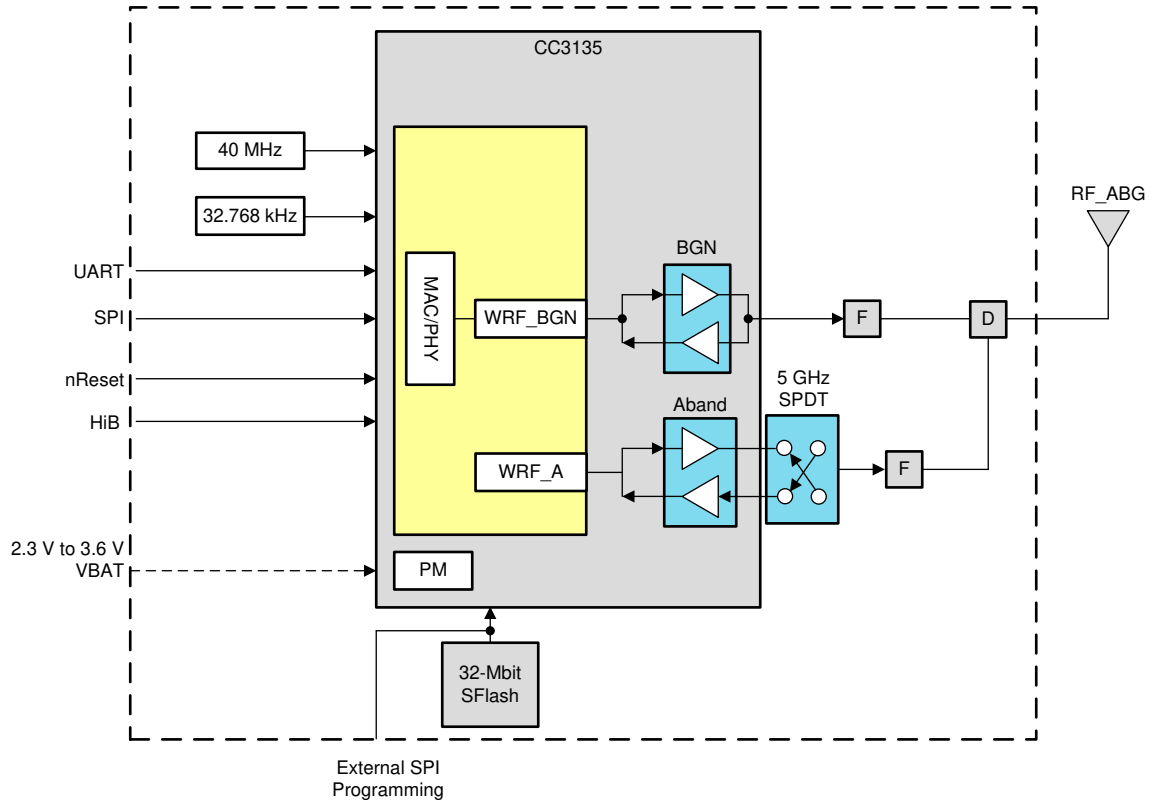 CC3135
40 MHz
32.768 kHz
UART
SPI
nReset
HiB
2.3 V to 3.6 V
VBAT
MAC/PHY
WRF_BGN
WRF_A
PM
BGN
Aband
5 GHz
SPDT
F
F
D
RF_ABG
32-Mbit
SFlash
External SPI
Programming